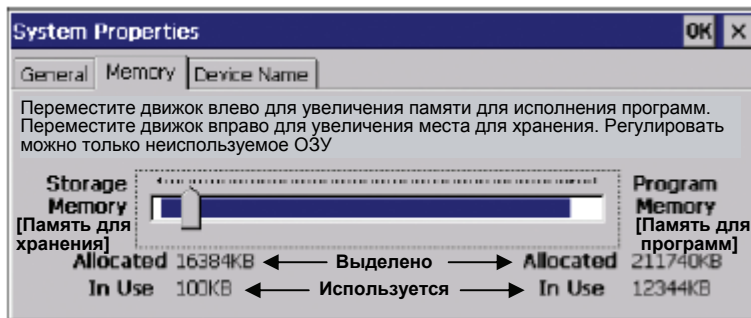 System Properties OK ×
General Memory Device Name
Переместите движок влево для увеличения памяти для исполнения программ.
Переместите движок вправо для увеличения места для хранения. Регулировать
можно только неиспользуемое ОЗУ
Storage Program
Memory Memory
[Память для хранения] [Память для программ]
Allocated 16384KB Выделено Allocated 211740KB
In Use 100KB Используется In Use 12344KB